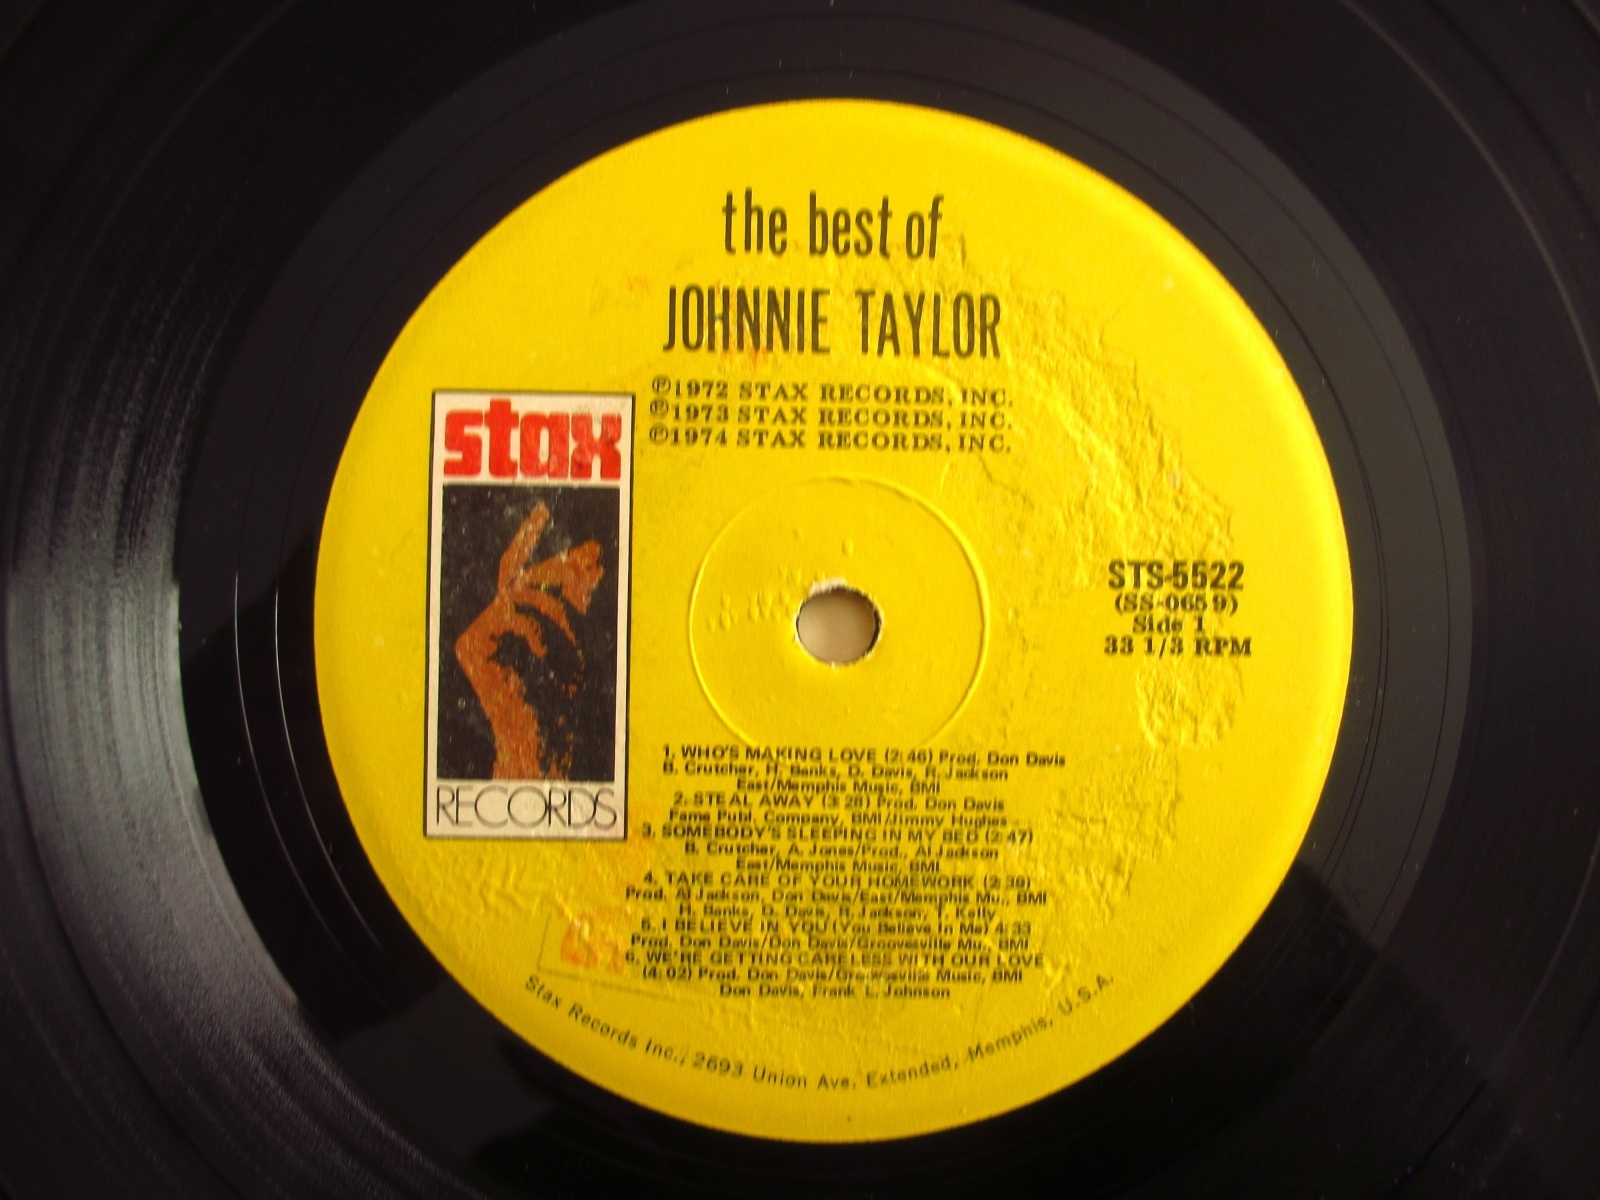 the best of
JOHNNIE TAYLOR
℗1972 STAX RECORDS, INC.
℗1973 STAX RECORDS, INC.
℗1974 STAX RECORDS, INC.
stax
RECORDS
STS-5522
(SS-0659)
Side 1
33 1/3 RPM
1. WHO'S MAKING LOVE (2:46) Prod. Don Davis
B. Crutcher, H. Banks, D. Davis, R. Jackson
East/Memphis Music, BMI
2. STEAL AWAY (3:28) Prod. Don Davis
Fame Publ. Company, BMI/Jimmy Hughes
3. SOMEBODY'S SLEEPING IN MY BED (2:47)
B. Crutcher, A. Jones/Prod., Al Jackson
East/Memphis Music, BMI
4. TAKE CARE OF YOUR HOMEWORK (2:39)
Prod. Al Jackson, Don Davis/East/Memphis Mu., BMI
H. Banks, D. Davis, R. Jackson, T. Kelly
5. I BELIEVE IN YOU (You Believe In Me) 4:33
Prod. Don Davis/Don Davis/Groovesville Mu., BMI
6. WE'RE GETTING CARELESS WITH OUR LOVE
(4:02) Prod. Don Davis/Groovesville Music, BMI
Don Davis, Frank L. Johnson
Stax Records Inc., 2693 Union Ave. Extended, Memphis, U.S.A.